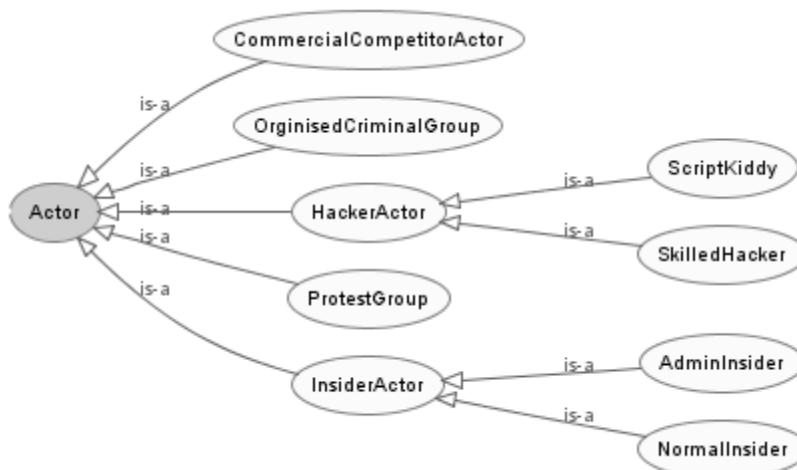 CommercialCompetitorActor
is-a
OrginisedCriminalGroup
is-a
ScriptKiddy
is-a
Actor
is-a
HackerActor
is-a
is-a
SkilledHacker
is-a
ProtestGroup
is-a
AdminInsider
InsiderActor
is-a
is-a
NormalInsider